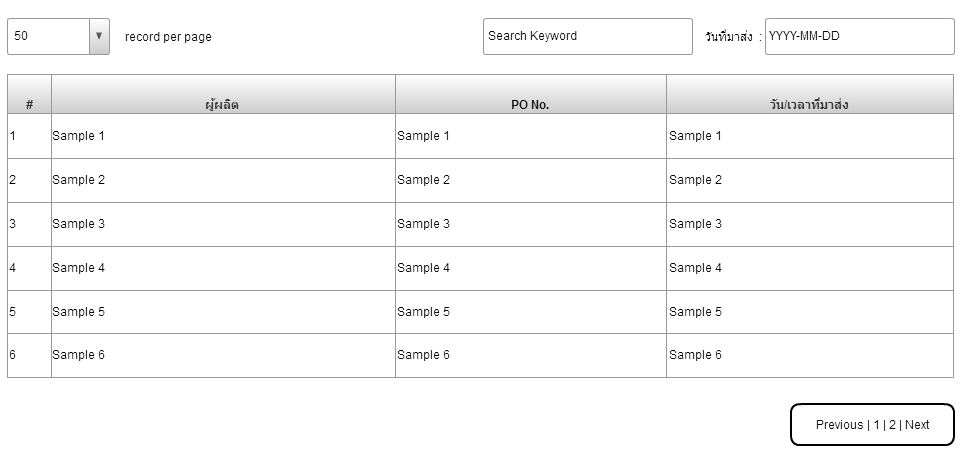 50 ▼ record per page Search Keyword วันที่มาส่ง : YYYY-MM-DD
# ผู้ผลิต PO No. วัน/เวลาที่มาส่ง
1 Sample 1 Sample 1 Sample 1
2 Sample 2 Sample 2 Sample 2
3 Sample 3 Sample 3 Sample 3
4 Sample 4 Sample 4 Sample 4
5 Sample 5 Sample 5 Sample 5
6 Sample 6 Sample 6 Sample 6
Previous | 1 | 2 | Next